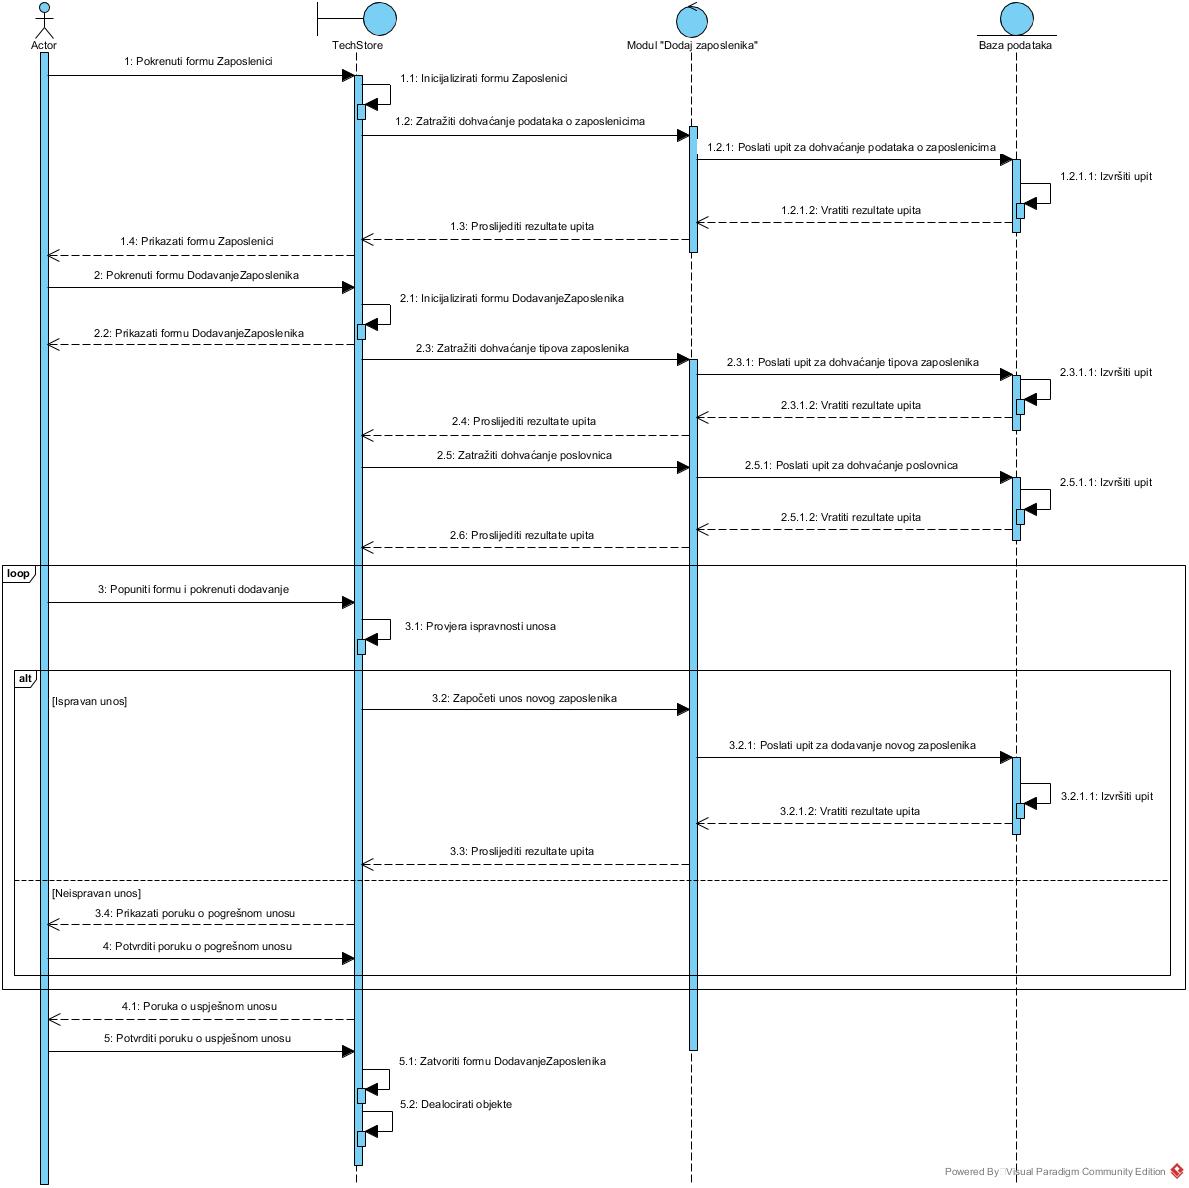 Actor
TechStore
Modul "Dodaj zaposlenika"
Baza podataka
1: Pokrenuti formu Zaposlenici
1.1: Inicijalizirati formu Zaposlenici
1.2: Zatražiti dohvaćanje podataka o zaposlenicima
1.2.1: Poslati upit za dohvaćanje podataka o zaposlenicima
1.2.1.1: Izvršiti upit
1.2.1.2: Vratiti rezultate upita
1.3: Proslijediti rezultate upita
1.4: Prikazati formu Zaposlenici
2: Pokrenuti formu DodavanjeZaposlenika
2.1: Inicijalizirati formu DodavanjeZaposlenika
2.2: Prikazati formu DodavanjeZaposlenika
2.3: Zatražiti dohvaćanje tipova zaposlenika
2.3.1: Poslati upit za dohvaćanje tipova zaposlenika
2.3.1.1: Izvršiti upit
2.3.1.2: Vratiti rezultate upita
2.4: Proslijediti rezultate upita
2.5: Zatražiti dohvaćanje poslovnica
2.5.1: Poslati upit za dohvaćanje poslovnica
2.5.1.1: Izvršiti upit
2.5.1.2: Vratiti rezultate upita
2.6: Proslijediti rezultate upita
loop
3: Popuniti formu i pokrenuti dodavanje
3.1: Provjera ispravnosti unosa
alt
[Ispravan unos]
3.2: Započeti unos novog zaposlenika
3.2.1: Poslati upit za dodavanje novog zaposlenika
3.2.1.1: Izvršiti upit
3.2.1.2: Vratiti rezultate upita
3.3: Proslijediti rezultate upita
[Neispravan unos]
3.4: Prikazati poruku o pogrešnom unosu
4: Potvrditi poruku o pogrešnom unosu
4.1: Poruka o uspješnom unosu
5: Potvrditi poruku o uspješnom unosu
5.1: Zatvoriti formu DodavanjeZaposlenika
5.2: Dealocirati objekte
Powered By Visual Paradigm Community Edition